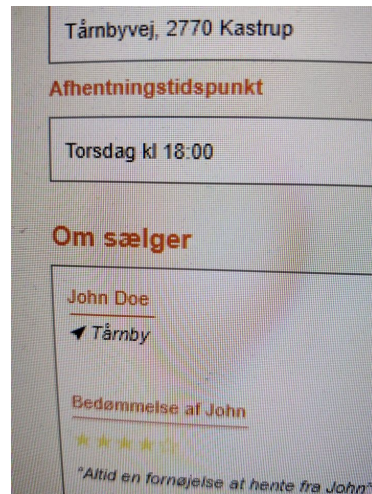 Tårnbyvej, 2770 Kastrup
Afhentningstidspunkt
Torsdag kl 18:00
Om sælger
John Doe
Tårnby
Bedømmelse af John
"Altid en fornøjelse at hente fra John"